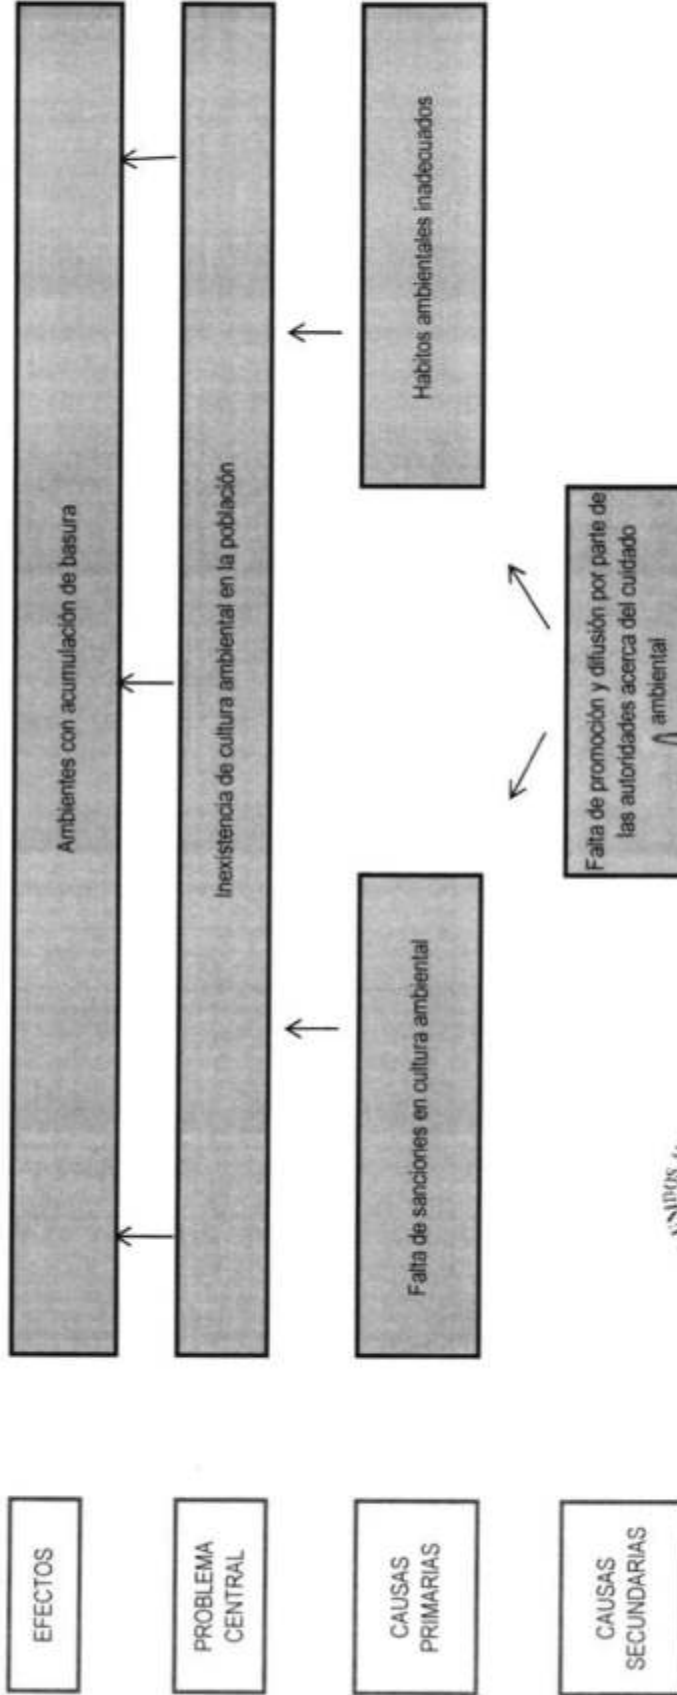 EFECTOS
Ambientes con acumulación de basura
PROBLEMA
CENTRAL
Inexistencia de cultura ambiental en la población
CAUSAS
PRIMARIAS
Falta de sanciones en cultura ambiental
Habitos ambientales inadecuados
CAUSAS
SECUNDARIAS
Falta de promoción y difusión por parte de
las autoridades acerca del cuidado
ambiental